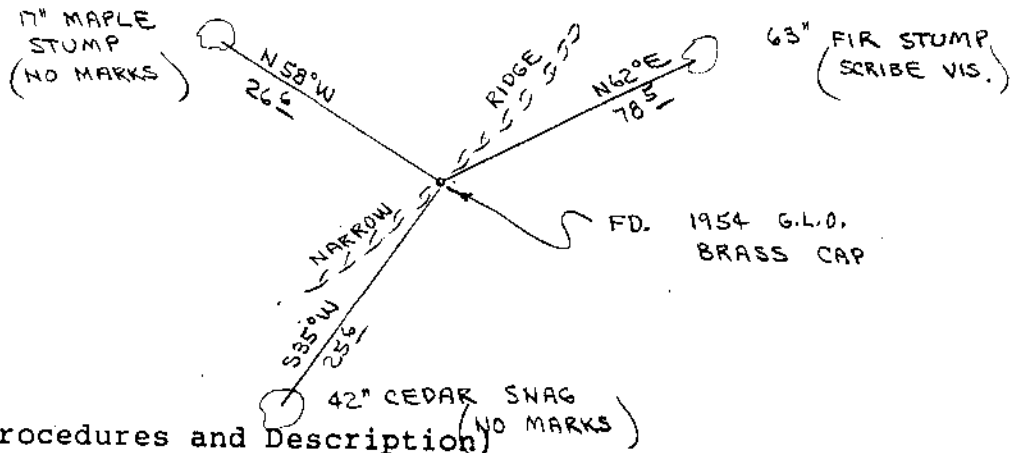 17" MAPLE
STUMP
(NO MARKS)
N 58° W
26 6
RIDGE
N62°E
78 5
63" FIR STUMP
(SCRIBE VIS.)
NARROW
FD. 1954 G.L.O.
BRASS CAP
S35°W
25 6
42" CEDAR SNAG
(NO MARKS)
rocedures and Description)